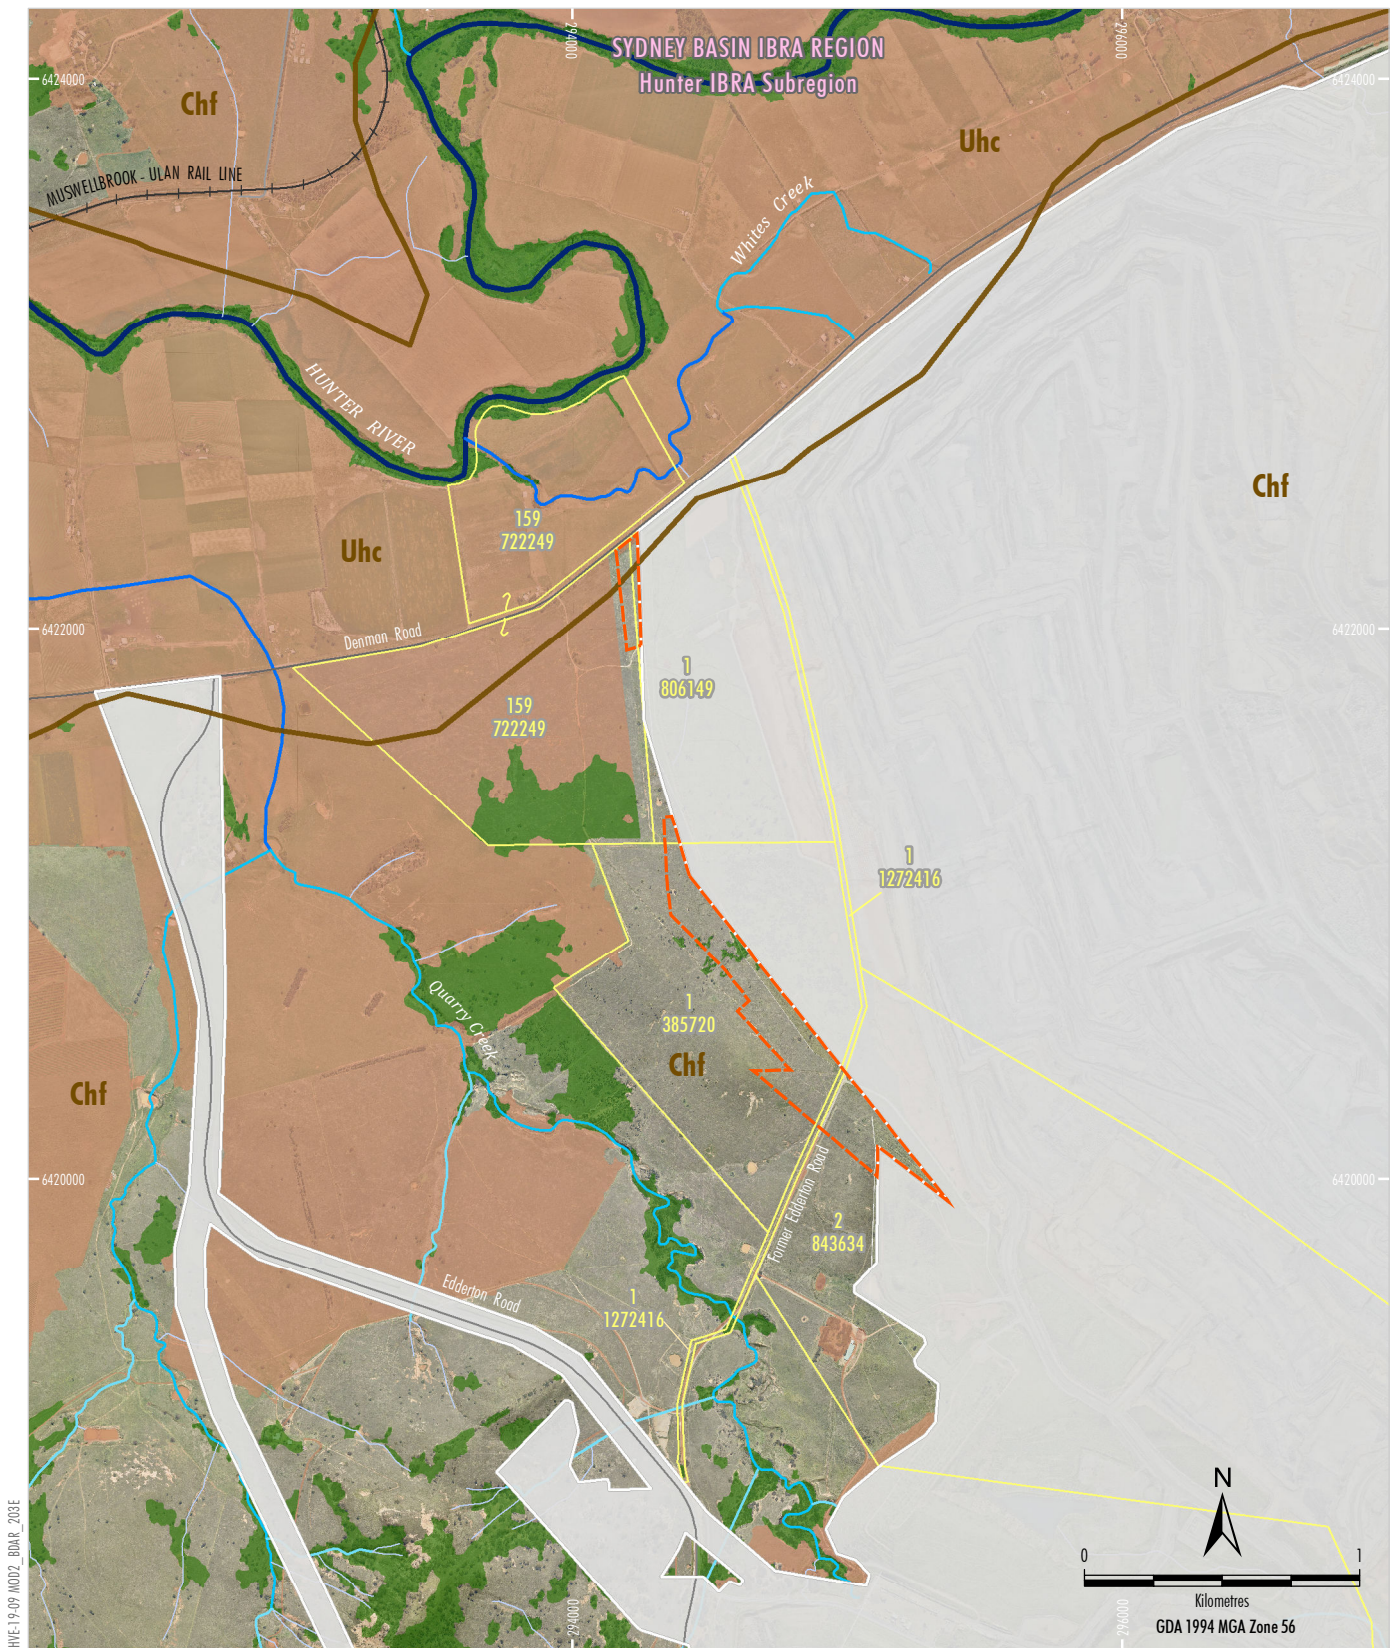 294000
296000
SYDNEY BASIN IBRA REGION
Hunter IBRA Subregion
6424000
6424000
Chf
Uhc
MUSWELLBROOK - ULAN RAIL LINE
Whites Creek
HUNTER RIVER
Chf
159
722249
Uhc
6422000
6422000
Denman Road
1
806149
159
722249
1
1272416
Quarry Creek
1
385720
Chf
Chf
6420000
6420000
Former Edderton Road
2
843634
Edderton Road
1
1272416
N
0
1
Kilometres
GDA 1994 MGA Zone 56
294000
296000
HVE-19-09 MOD2_BDAR_203E